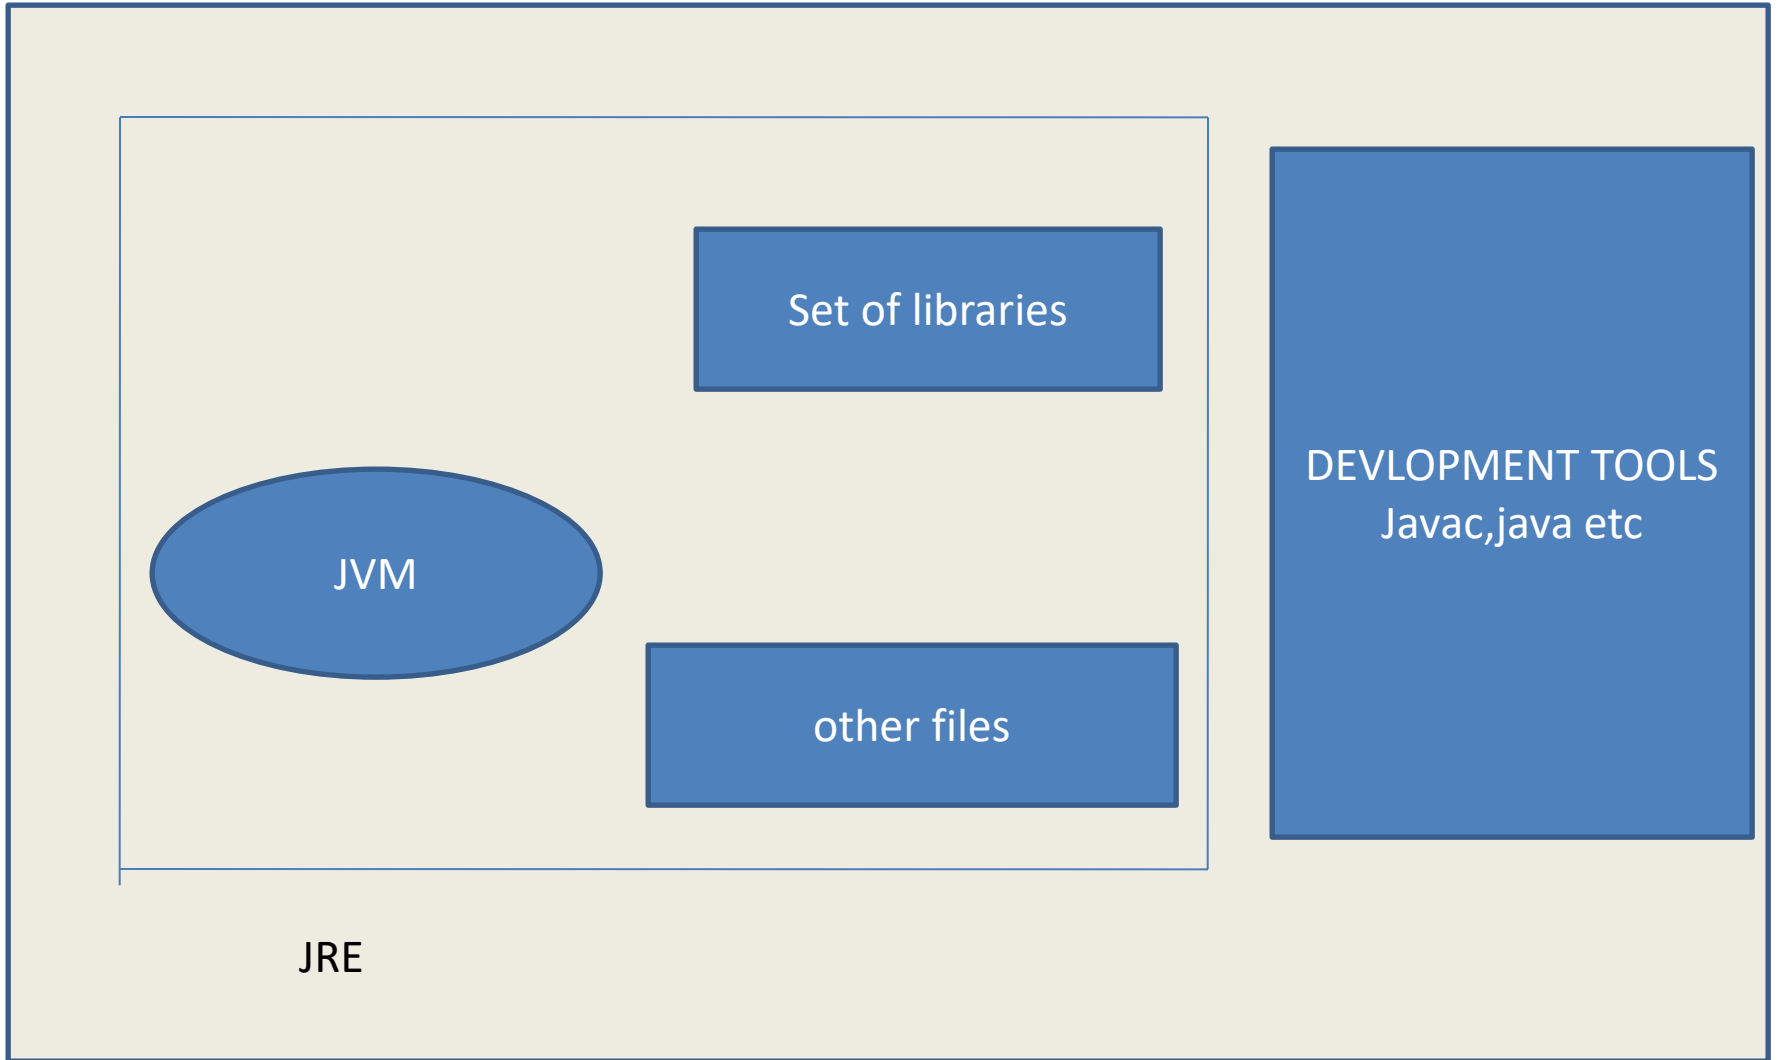 Set of libraries
DEVLOPMENT TOOLS
Javac,java etc
JVM
other files
JRE